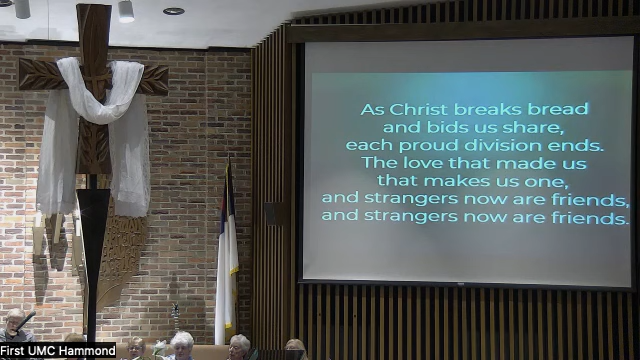 As Christ breaks bread
and bids us share,
each proud division ends.
The love that made us
that makes us one,
and strangers now are friends,
and strangers now are friends.
First UMC Hammond